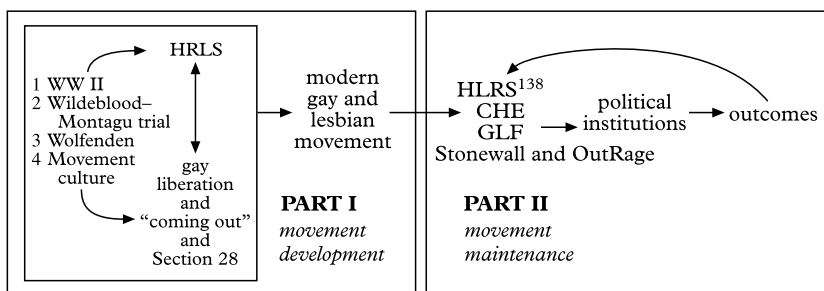 HRLS
1 WW II
2 Wildeblood–
Montagu trial
3 Wolfenden
4 Movement
culture
gay
liberation
and
“coming out”
and
Section 28
modern
gay and
lesbian
movement
PART I
movement
development
HLRS138
CHE
GLF
Stonewall and OutRage
political
institutions
outcomes
PART II
movement
maintenance